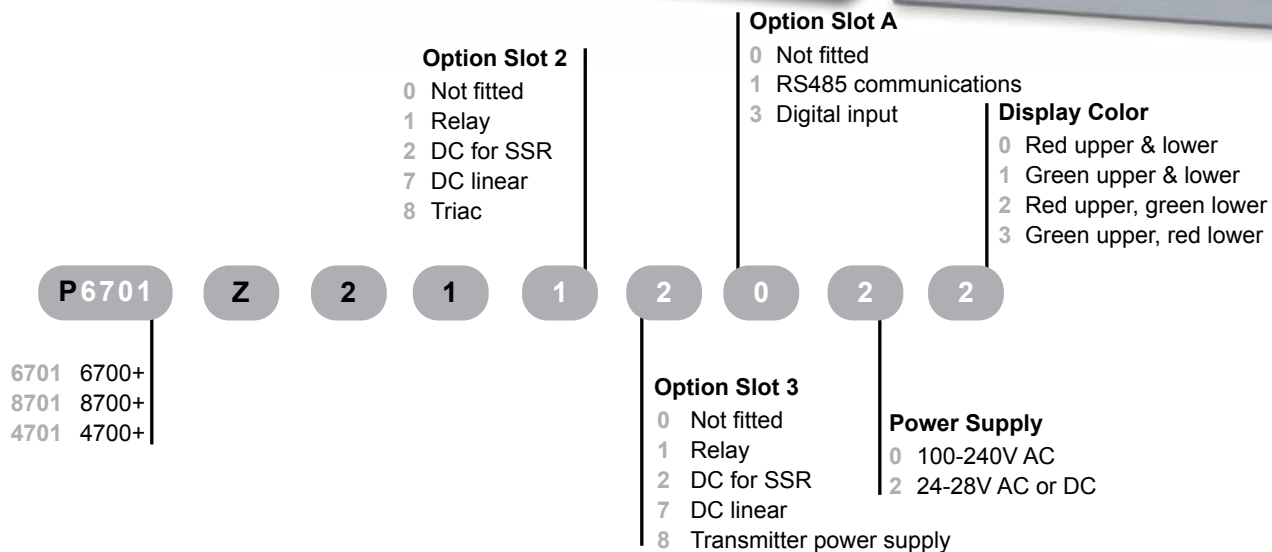 Option Slot A
0 Not fitted
1 RS485 communications
3 Digital input
Option Slot 2
0 Not fitted
1 Relay
2 DC for SSR
7 DC linear
8 Triac
Display Color
0 Red upper & lower
1 Green upper & lower
2 Red upper, green lower
3 Green upper, red lower
P6701 Z 2 1 1 2 0 2 2
6701 6700+
8701 8700+
4701 4700+
Option Slot 3
0 Not fitted
1 Relay
2 DC for SSR
7 DC linear
8 Transmitter power supply
Power Supply
0 100-240V AC
2 24-28V AC or DC